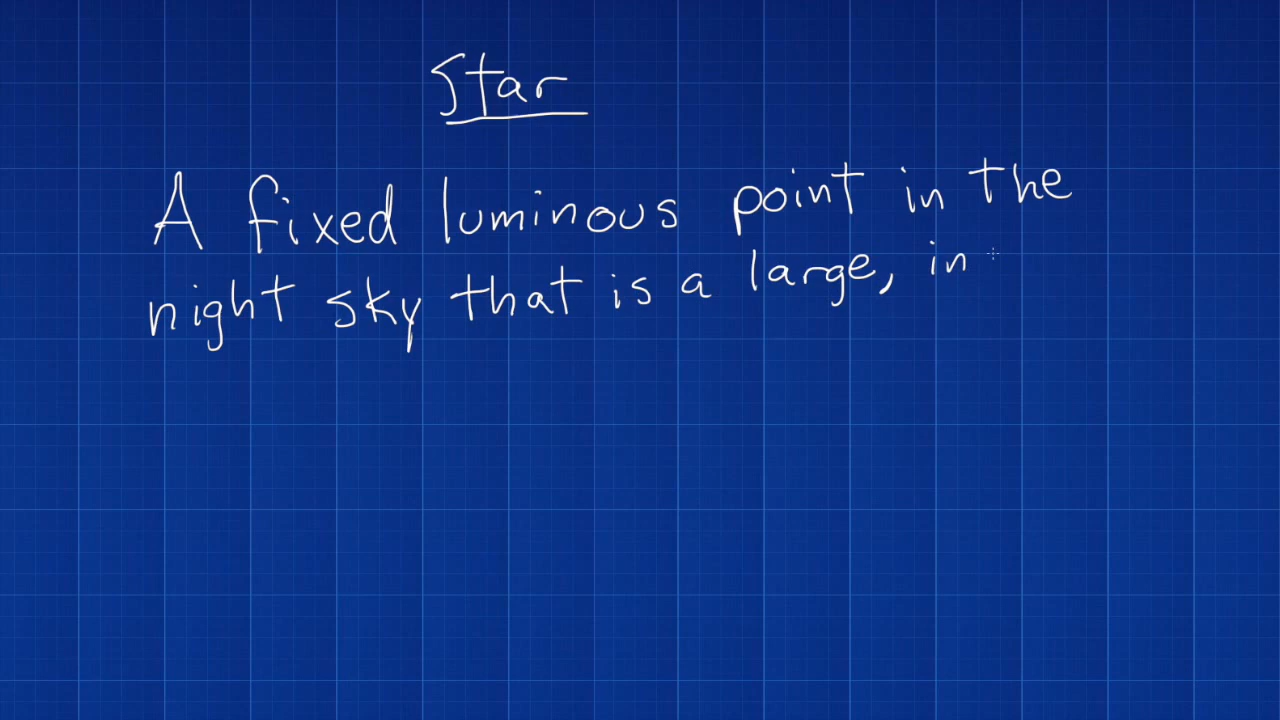 Star
A fixed luminous point in the
night sky that is a large, in